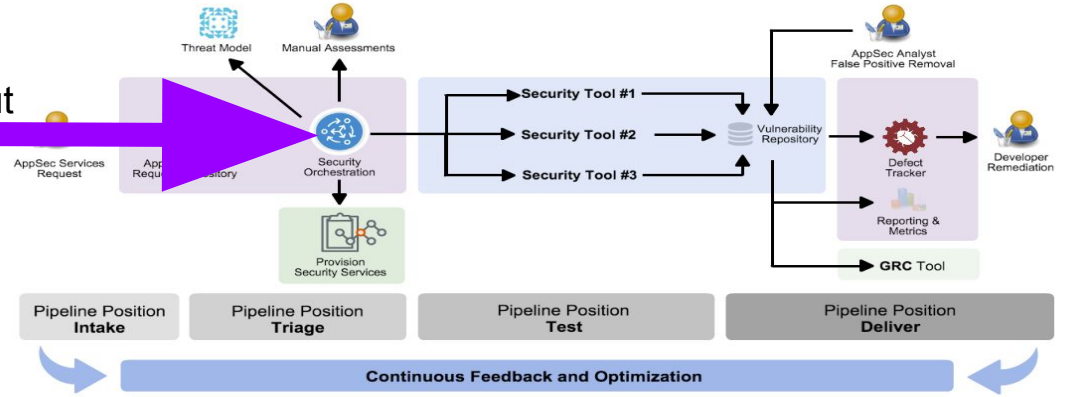 Threat Model
Manual Assessments
AppSec Analyst
False Positive Removal
AppSec Services
Request
Security
Orchestration
Security Tool #1
Security Tool #2
Security Tool #3
Vulnerability
Repository
Defect
Tracker
Developer
Remediation
Reporting &
Metrics
Provision
Security Services
GRC Tool
Pipeline Position
Intake
Pipeline Position
Triage
Pipeline Position
Test
Pipeline Position
Deliver
Continuous Feedback and Optimization